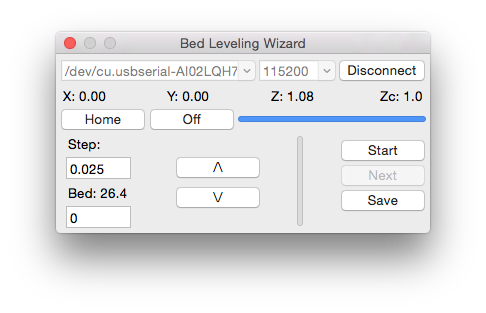 Bed Leveling Wizard
/dev/cu.usbserial-AI02LQH7 115200 Disconnect
X: 0.00 Y: 0.00 Z: 1.08 Zc: 1.0
Home Off
Step:
0.025 /\ Start
Bed: 26.4 Next
\/ Save
0